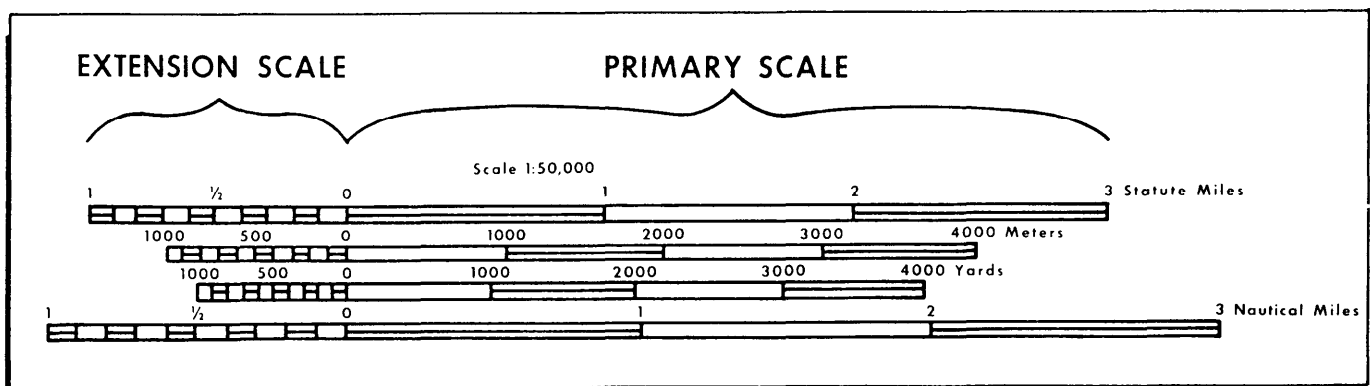 EXTENSION SCALE PRIMARY SCALE
Scale 1:50,000
1 ½ 0 1 2 3 Statute Miles
1000 500 0 1000 2000 3000 4000 Meters
1000 500 0 1000 2000 3000 4000 Yards
1 ½ 0 1 2 3 Nautical Miles